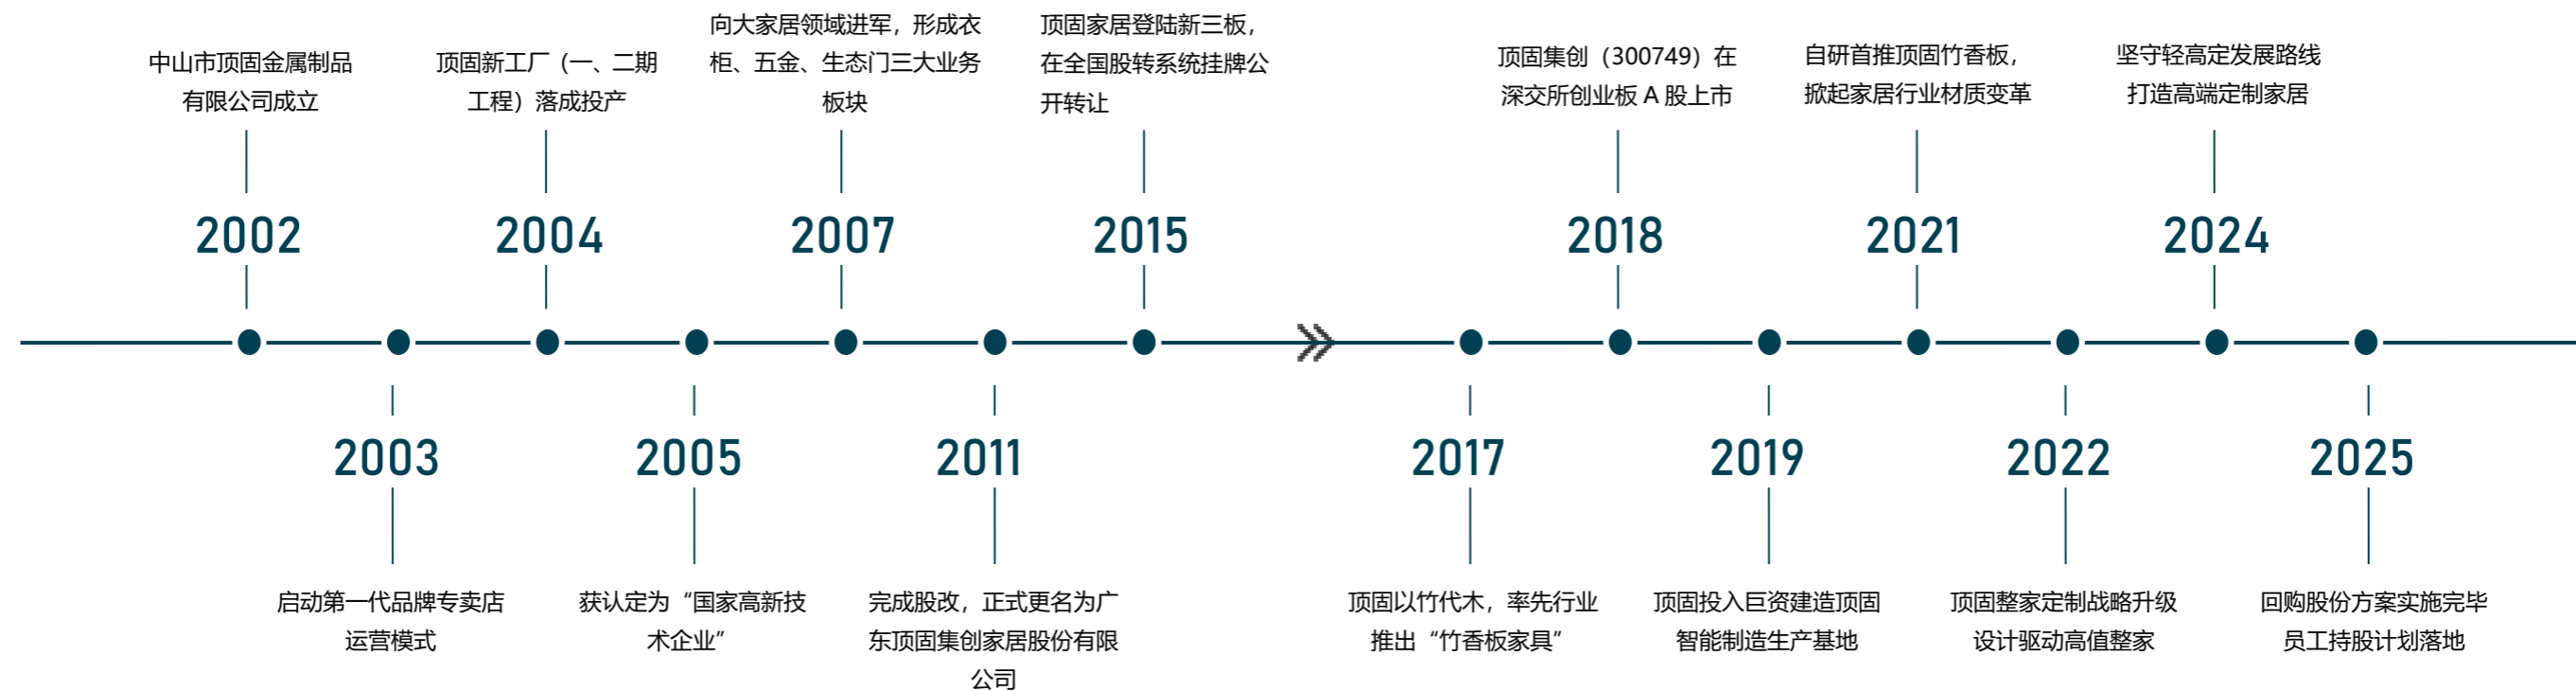 中山市顶固金属制品
有限公司成立
2002
启动第一代品牌专卖店
运营模式
2003
顶固新工厂（一、二期
工程）落成投产
2004
获认定为“国家高新技
术企业”
2005
向大家居领域进军，形成衣
柜、五金、生态门三大业务
板块
2007
完成股改，正式更名为广
东顶固集创家居股份有限
公司
2011
顶固家居登陆新三板，
在全国股转系统挂牌公
开转让
2015
顶固以竹代木，率先行业
推出“竹香板家具”
2017
顶固集创（300749）在
深交所创业板 A 股上市
2018
顶固投入巨资建造顶固
智能制造生产基地
2019
自研首推顶固竹香板，
掀起家居行业材质变革
2021
顶固整家定制战略升级
设计驱动高值整家
2022
坚守轻高定发展路线
打造高端定制家居
2024
回购股份方案实施完毕
员工持股计划落地
2025